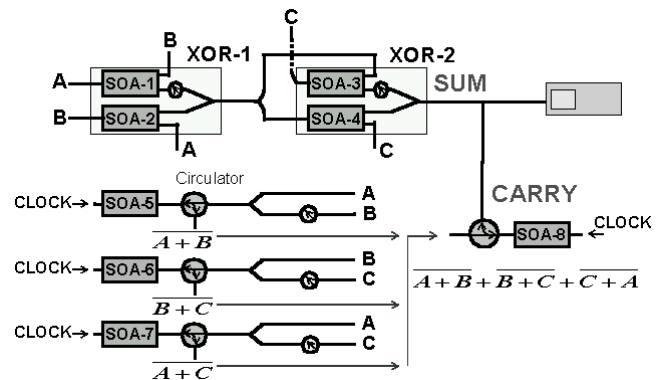 C
B XOR-1 XOR-2
A SOA-1 SOA-3 SUM
B SOA-2 SOA-4
A C
Circulator
CLOCK→ SOA-5 A
B
CARRY
A + B
CLOCK→ SOA-6 B
C
SOA-8 ←CLOCK
B + C
A + B + B + C + C + A
CLOCK→ SOA-7 A
C
A + C